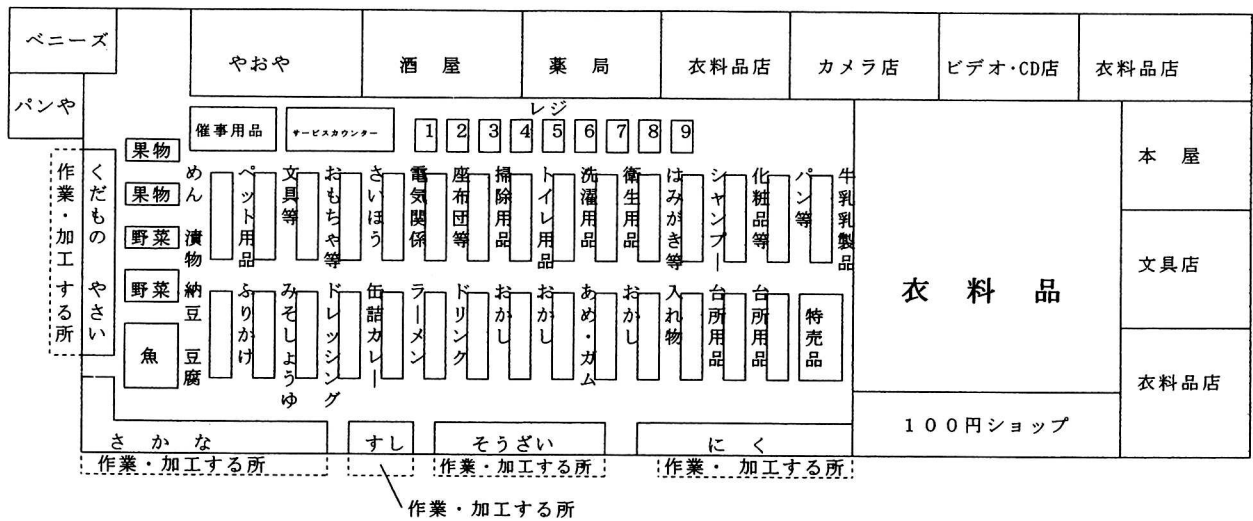 ベニーズ
やおや
酒屋
薬局
衣料品店
カメラ店
ビデオ・CD店
衣料品店
パンや
レジ
催事用品
サービスカウンター
1 2 3 4 5 6 7 8 9
果物
果物
野菜
野菜
魚
作業・加工する所
くだもの やさい
めん 漬物 納豆 豆腐
ペット用品
文具等
おもちゃ等
さいほう
電気関係
座布団等
掃除用品
トイレ用品
洗濯用品
衛生用品
はみがき等
シャンプー
化粧品等
パン等
牛乳乳製品
ふりかけ
みそしょうゆ
ドレッシング
缶詰カレー
ラーメン
ドリンク
おかし
おかし
あめ・ガム
おかし
入れ物
台所用品
台所用品
特売品
衣料品
本屋
文具店
衣料品店
100円ショップ
さかな
すし
そうざい
にく
作業・加工する所
作業・加工する所
作業・加工する所
作業・加工する所